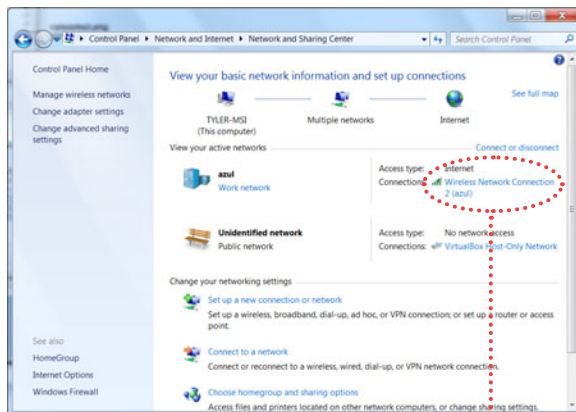 Control Panel ▸ Network and Internet ▸ Network and Sharing Center
Search Control Panel
Control Panel Home
Manage wireless networks
Change adapter settings
Change advanced sharing
settings
View your basic network information and set up connections
See full map
TYLER-MSI
(This computer)
Multiple networks
Internet
View your active networks
Connect or disconnect
azul
Work network
Access type: Internet
Connections: Wireless Network Connection
2 (azul)
Unidentified network
Public network
Access type: No network access
Connections: VirtualBox Host-Only Network
Change your networking settings
Set up a new connection or network
Set up a wireless, broadband, dial-up, ad hoc, or VPN connection; or set up a router or access
point.
Connect to a network
Connect or reconnect to a wireless, wired, dial-up, or VPN network connection.
Choose homegroup and sharing options
Access files and printers located on other network computers, or change sharing settings.
See also
HomeGroup
Internet Options
Windows Firewall